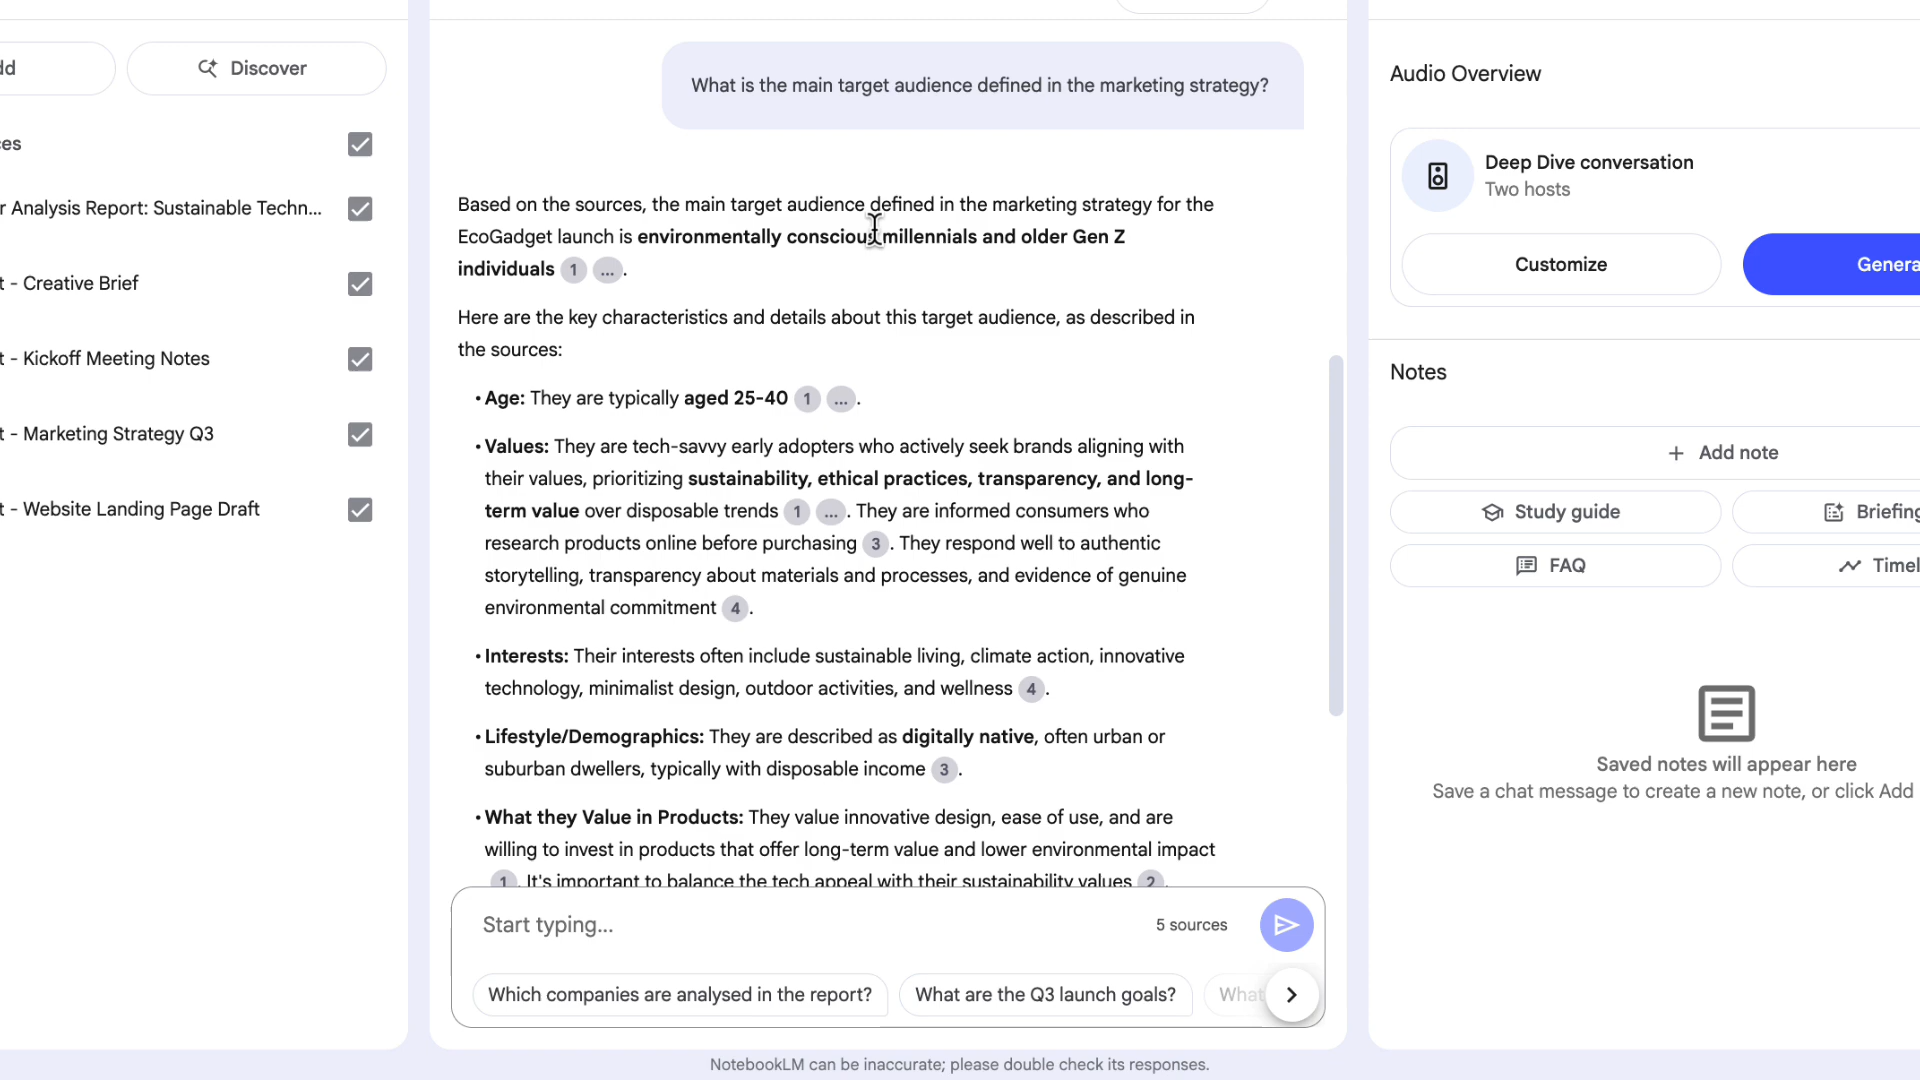 dd
Discover
ces
r Analysis Report: Sustainable Techn...
t - Creative Brief
t - Kickoff Meeting Notes
t - Marketing Strategy Q3
t - Website Landing Page Draft
What is the main target audience defined in the marketing strategy?
Based on the sources, the main target audience defined in the marketing strategy for the
EcoGadget launch is environmentally conscious millennials and older Gen Z
individuals 1 ... .
Here are the key characteristics and details about this target audience, as described in
the sources:
• Age: They are typically aged 25-40 1 ... .
• Values: They are tech-savvy early adopters who actively seek brands aligning with
their values, prioritizing sustainability, ethical practices, transparency, and long-
term value over disposable trends 1 ... . They are informed consumers who
research products online before purchasing 3 . They respond well to authentic
storytelling, transparency about materials and processes, and evidence of genuine
environmental commitment 4 .
• Interests: Their interests often include sustainable living, climate action, innovative
technology, minimalist design, outdoor activities, and wellness 4 .
• Lifestyle/Demographics: They are described as digitally native, often urban or
suburban dwellers, typically with disposable income 3 .
• What they Value in Products: They value innovative design, ease of use, and are
willing to invest in products that offer long-term value and lower environmental impact
1 . It's important to balance the tech appeal with their sustainability values 2 .
Start typing...
5 sources
Which companies are analysed in the report?
What are the Q3 launch goals?
What
NotebookLM can be inaccurate; please double check its responses.
Audio Overview
Deep Dive conversation
Two hosts
Customize
Genera
Notes
+ Add note
Study guide
Briefing
FAQ
Timel
Saved notes will appear here
Save a chat message to create a new note, or click Add